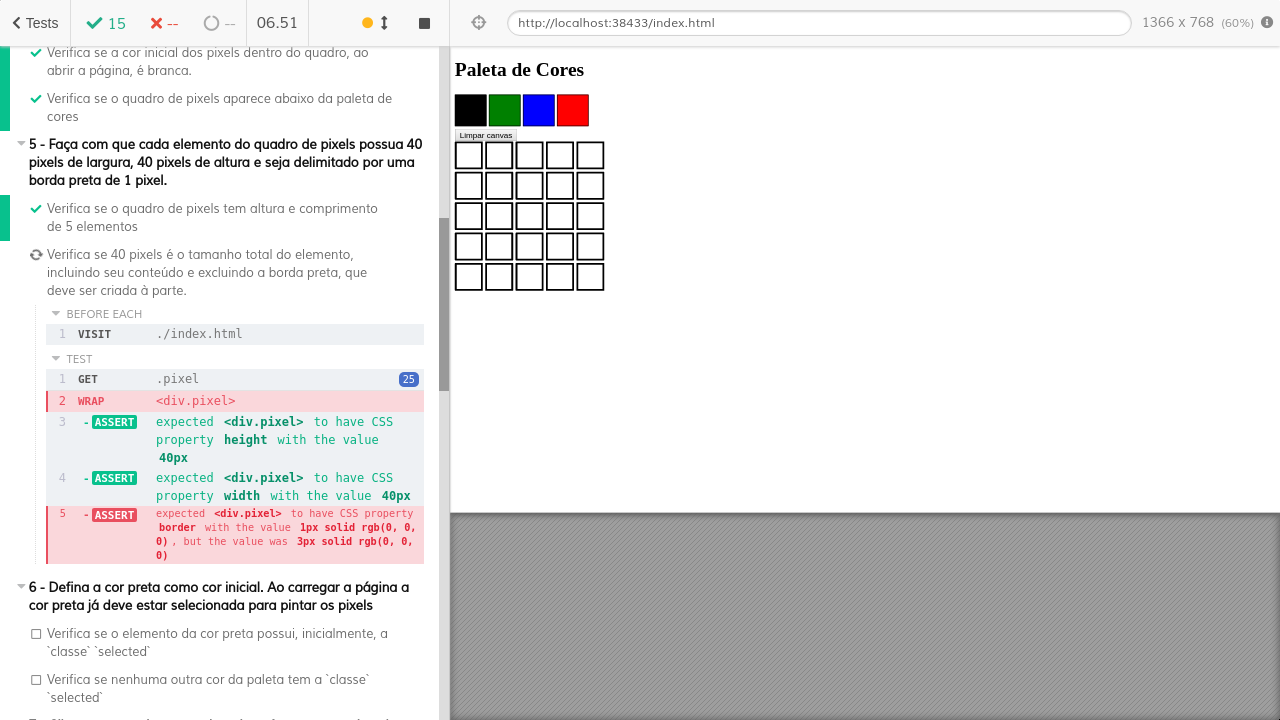 Tests
15
--
--
06.51
http://localhost:38433/index.html
1366 x 768 (60%)
Verifica se a cor inicial dos pixels dentro do quadro, ao
abrir a página, é branca.
Verifica se o quadro de pixels aparece abaixo da paleta de
cores
5 - Faça com que cada elemento do quadro de pixels possua 40
pixels de largura, 40 pixels de altura e seja delimitado por uma
borda preta de 1 pixel.
Verifica se o quadro de pixels tem altura e comprimento
de 5 elementos
Verifica se 40 pixels é o tamanho total do elemento,
incluindo seu conteúdo e excluindo a borda preta, que
deve ser criada à parte.
BEFORE EACH
1 VISIT ./index.html
TEST
1 GET .pixel 25
2 WRAP <div.pixel>
3 -ASSERT expected <div.pixel> to have CSS
property height with the value
40px
4 -ASSERT expected <div.pixel> to have CSS
property width with the value 40px
5 -ASSERT expected <div.pixel> to have CSS property
border with the value 1px solid rgb(0, 0,
0), but the value was 3px solid rgb(0, 0,
0)
6 - Defina a cor preta como cor inicial. Ao carregar a página a
cor preta já deve estar selecionada para pintar os pixels
Verifica se o elemento da cor preta possui, inicialmente, a
`classe` `selected`
Verifica se nenhuma outra cor da paleta tem a `classe`
`selected`
Paleta de Cores
Limpar canvas